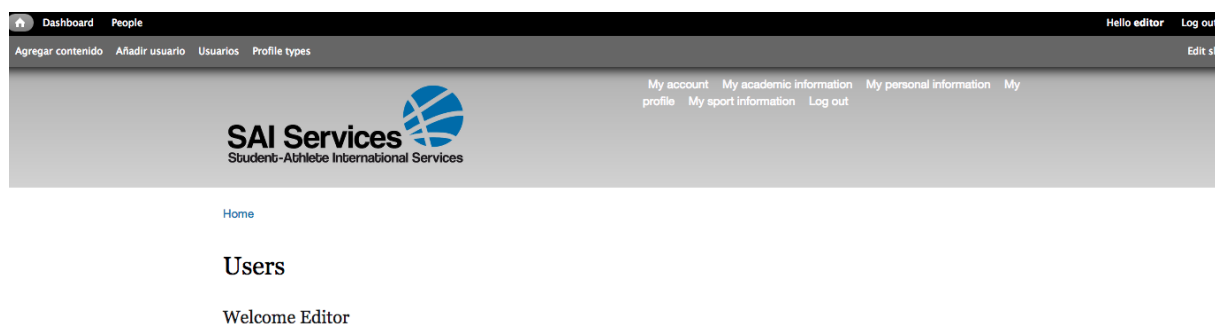 Dashboard People Hello editor Log out
Agregar contenido Añadir usuario Usuarios Profile types Edit
My account My academic information My personal information My
profile My sport information Log out
SAI Services
Student-Athlete International Services
Home
Users
Welcome Editor